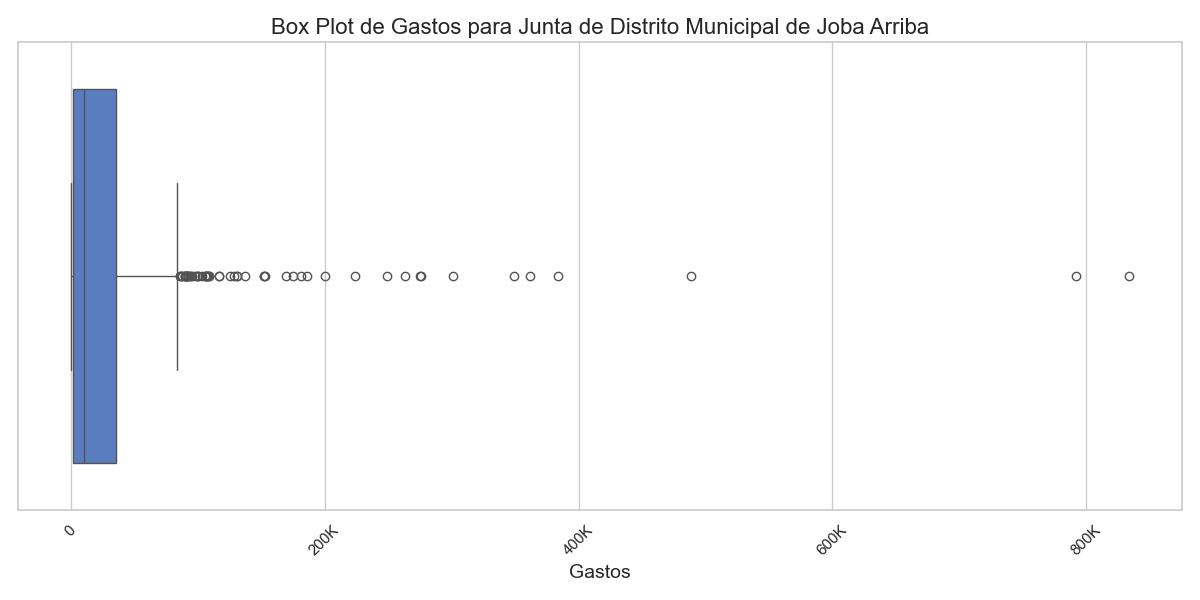 Box Plot de Gastos para Junta de Distrito Municipal de Joba Arriba
0
200K
400K
600K
800K
Gastos